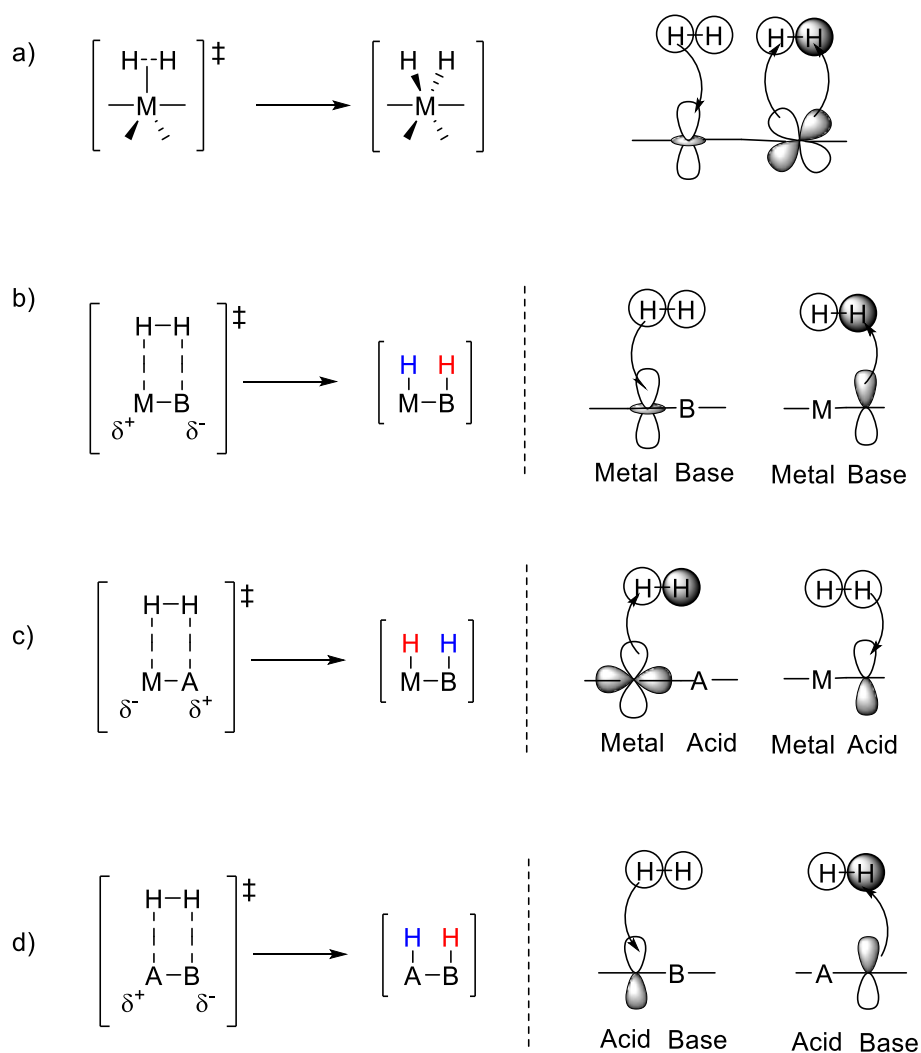 a)
H--H ‡
M
H H
M
H-H H-H
b)
H-H ‡
M-B
δ+ δ-
H H
M-B
H-H
B
Metal Base
H-H
M
Metal Base
c)
H-H ‡
M-A
δ- δ+
H H
M-B
H-H
A
Metal Acid
H-H
M
Metal Acid
d)
H-H ‡
A-B
δ+ δ-
H H
A-B
H-H
B
Acid Base
H-H
A
Acid Base